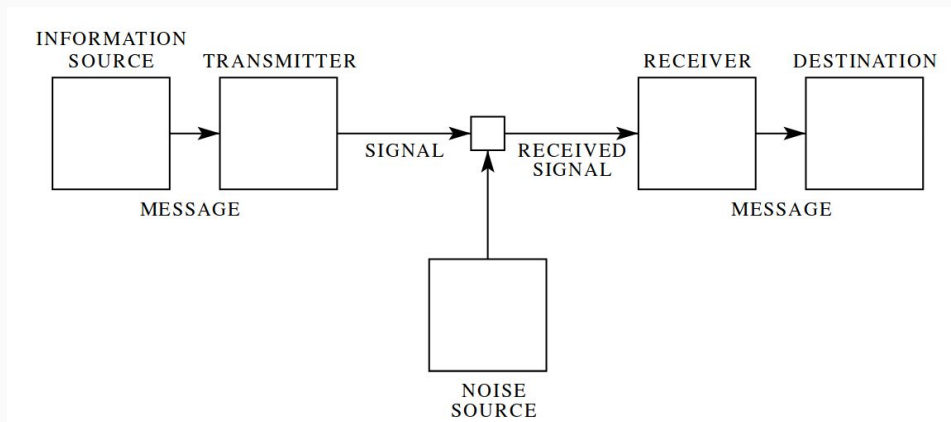 INFORMATION
SOURCE
TRANSMITTER
RECEIVER
DESTINATION
SIGNAL
RECEIVED
SIGNAL
MESSAGE
MESSAGE
NOISE
SOURCE